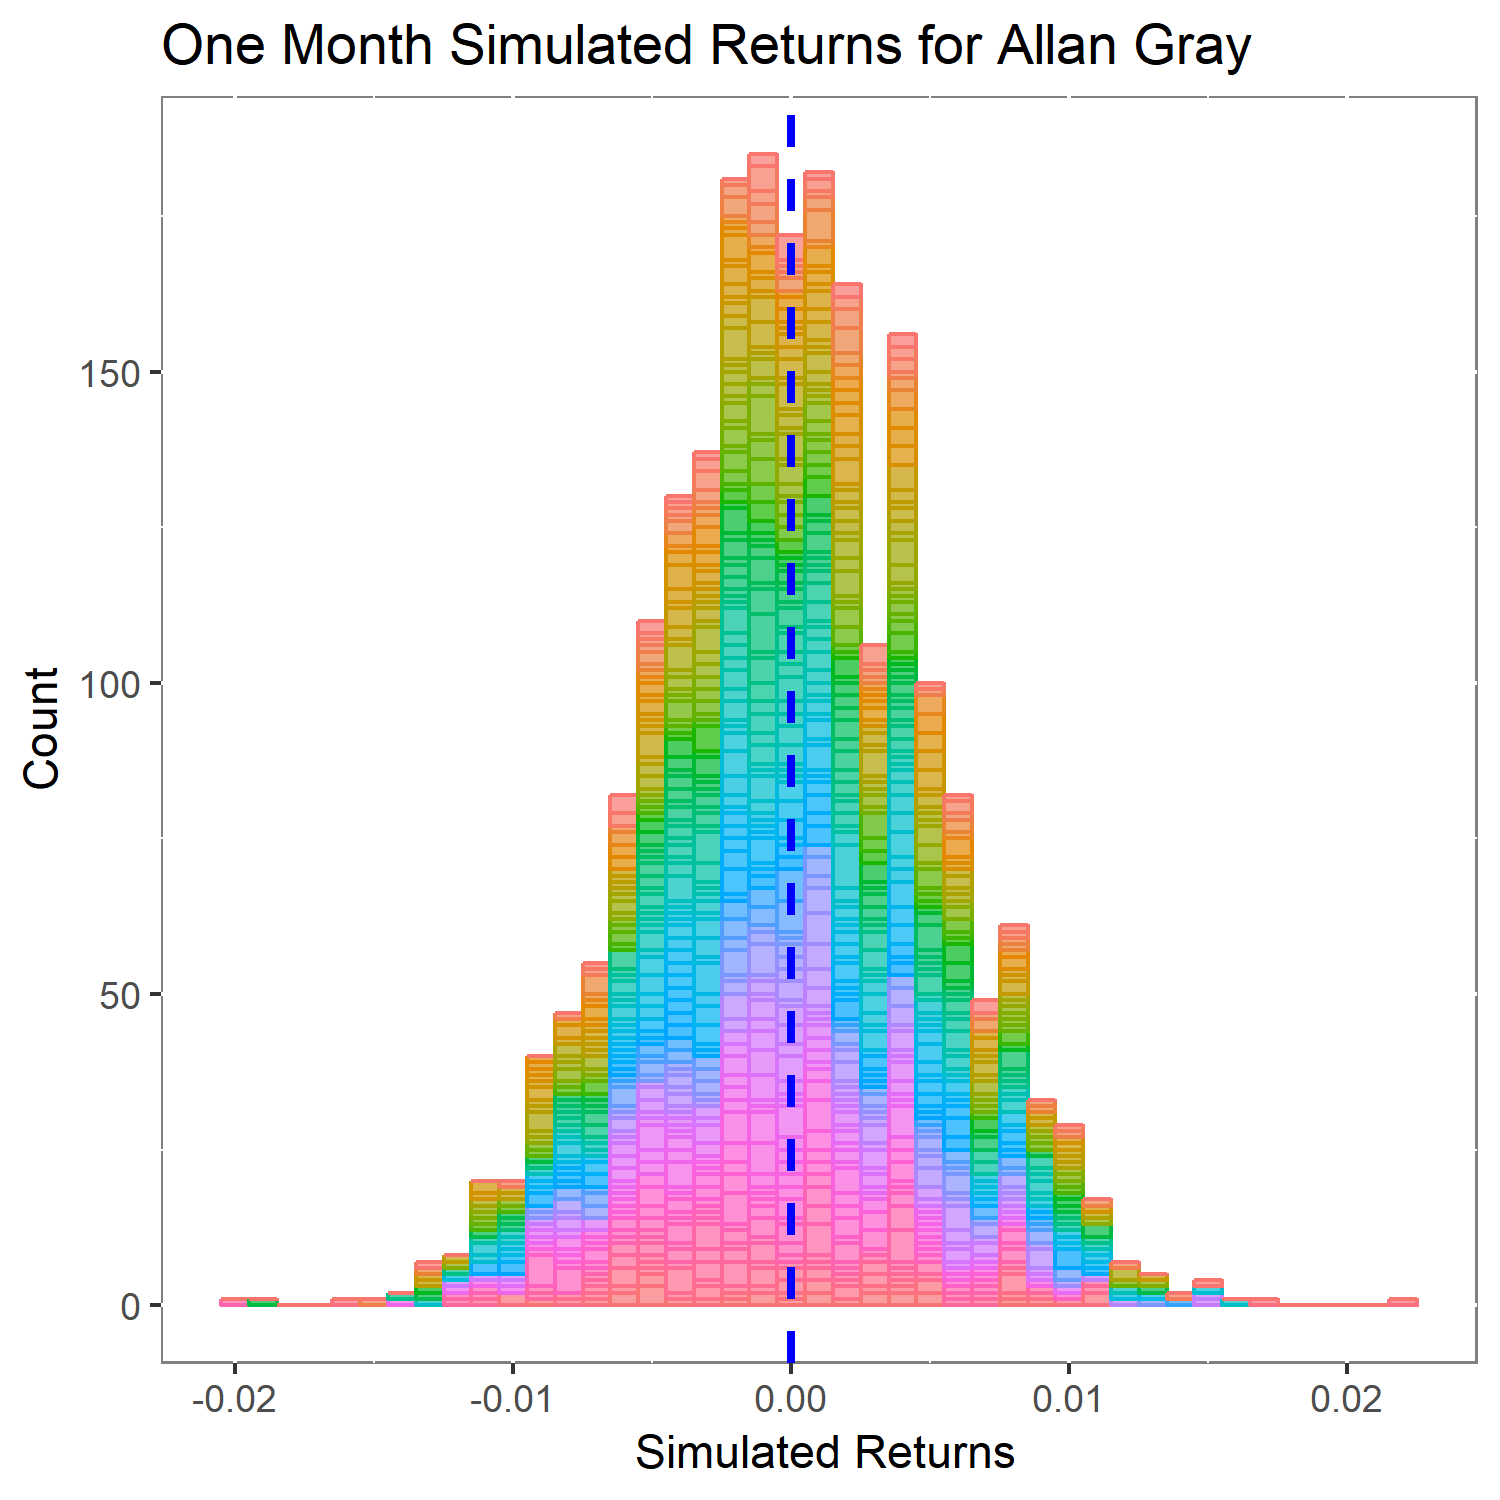 One Month Simulated Returns for Allan Gray
Count
150
100
50
0
-0.02 -0.01 0.00 0.01 0.02
Simulated Returns